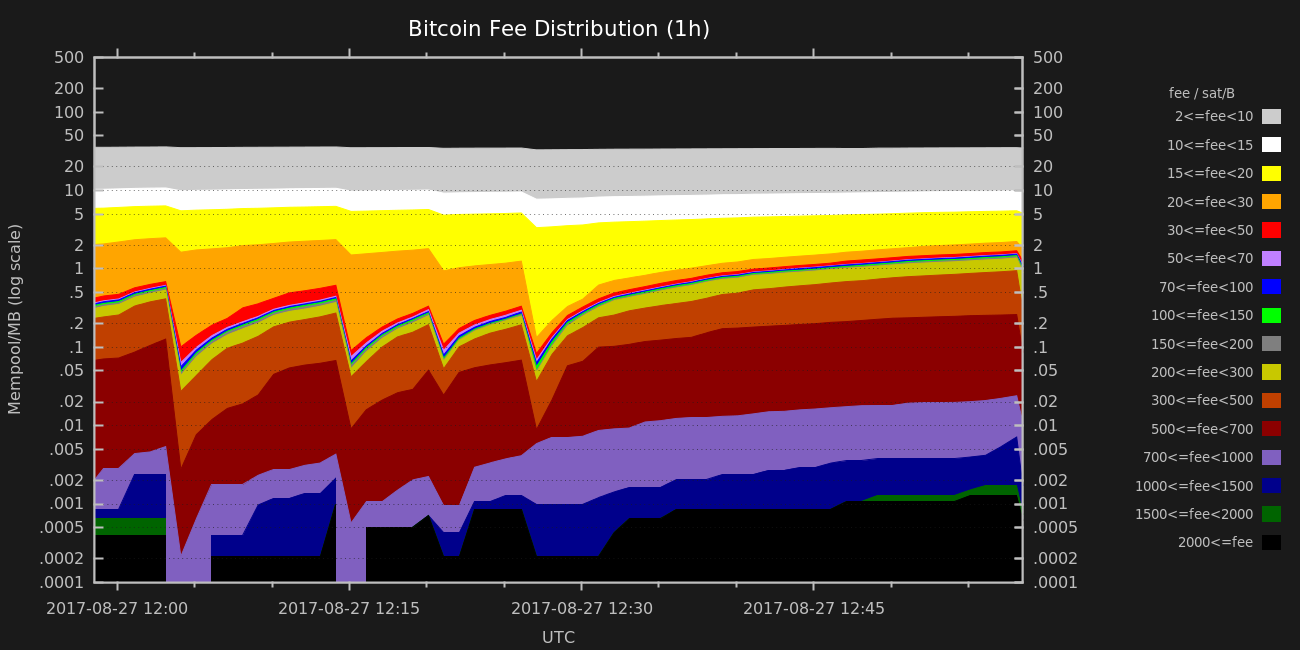 Bitcoin Fee Distribution (1h)
Mempool/MB (log scale)
500
200
100
50
20
10
5
2
1
.5
.2
.1
.05
.02
.01
.005
.002
.001
.0005
.0002
.0001
500
200
100
50
20
10
5
2
1
.5
.2
.1
.05
.02
.01
.005
.002
.001
.0005
.0002
.0001
2017-08-27 12:00 2017-08-27 12:15 2017-08-27 12:30 2017-08-27 12:45
UTC
fee / sat/B
2<=fee<10
10<=fee<15
15<=fee<20
20<=fee<30
30<=fee<50
50<=fee<70
70<=fee<100
100<=fee<150
150<=fee<200
200<=fee<300
300<=fee<500
500<=fee<700
700<=fee<1000
1000<=fee<1500
1500<=fee<2000
2000<=fee